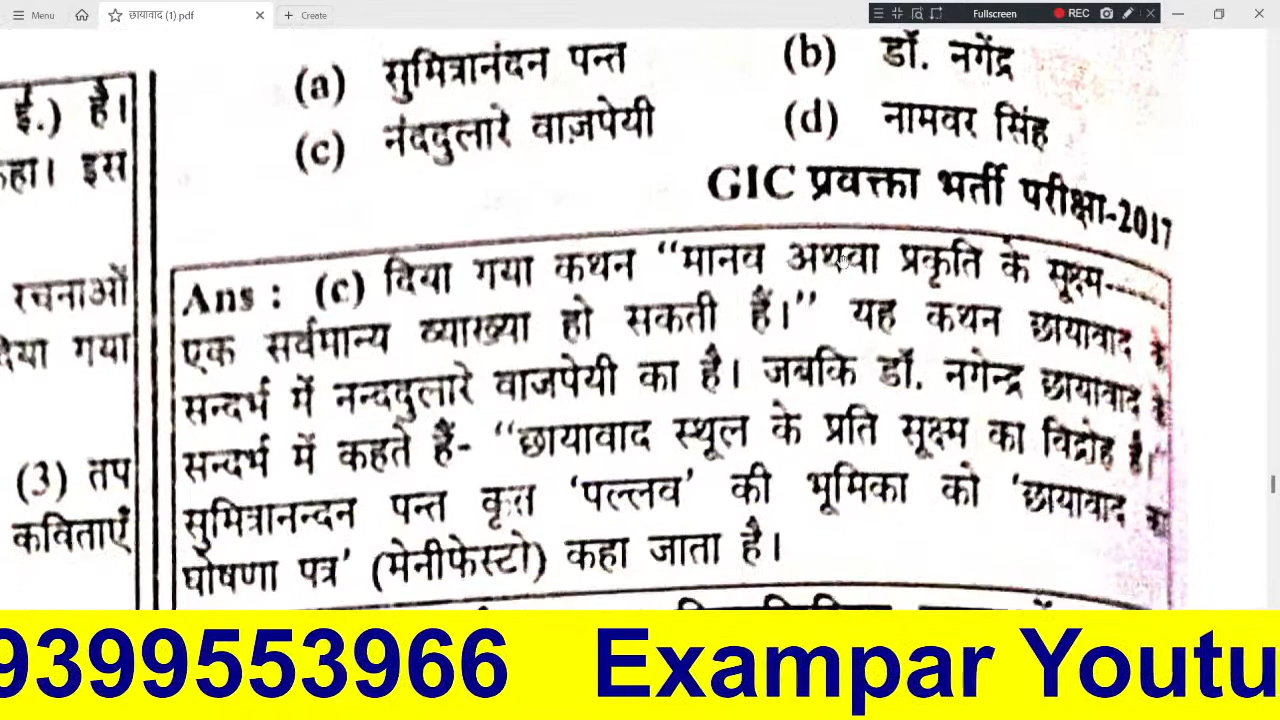 Menu
छायावाद (1).pdf
Create
Fullscreen
REC
ई.) है।
कहा। इस
रचनाओं
दिया गया
(3) तप
कविताएँ
(a) सुमित्रानंदन पन्त (b) डॉ. नगेंद्र
(c) नंददुलारे वाज़पेयी (d) नामवर सिंह
GIC प्रवक्ता भर्ती परीक्षा-2017
Ans : (c) दिया गया कथन “मानव अथवा प्रकृति के सूक्ष्म------
एक सर्वमान्य व्याख्या हो सकती हैं।” यह कथन छायावाद के
सन्दर्भ में नन्ददुलारे वाजपेयी का है। जबकि डॉ. नगेन्द्र छायावाद के
सन्दर्भ में कहते हैं- “छायावाद स्थूल के प्रति सूक्ष्म का विद्रोह है।”
सुमित्रानन्दन पन्त कृत ‘पल्लव’ की भूमिका को ‘छायावाद का
घोषणा पत्र’ (मेनीफेस्टो) कहा जाता है।
9399553966 Exampar Youtu